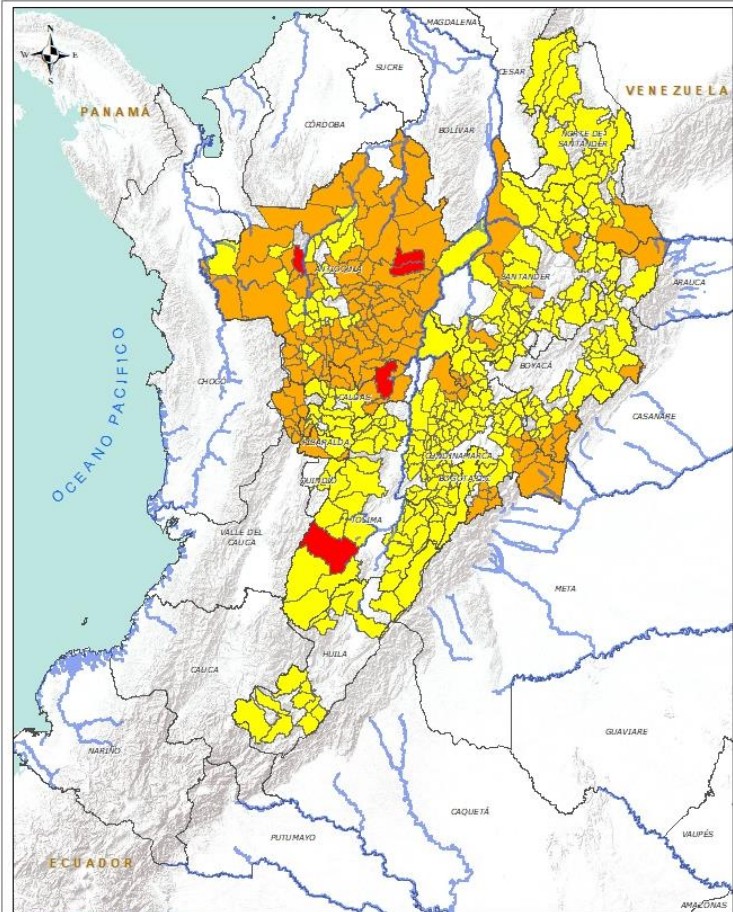 MAGDALENA
N
W E
S
SUCRE
CESAR
VENEZUELA
PANAMÁ
CÓRDOBA
BOLÍVAR
NORTE DE
SANTANDER
ANTIOQUIA
SANTANDER
ARAUCA
OCEANO PACIFICO
CHOCÓ
BOYACÁ
CALDAS
CASANARE
RISARALDA
CUNDINAMARCA
BOGOTÁ D.C.
QUINDÍO
TOLIMA
VALLE DEL
CAUCA
META
HUILA
CAUCA
GUAVIARE
NARIÑO
CAQUETÁ
PUTUMAYO
VAUPÉS
ECUADOR
AMAZONAS